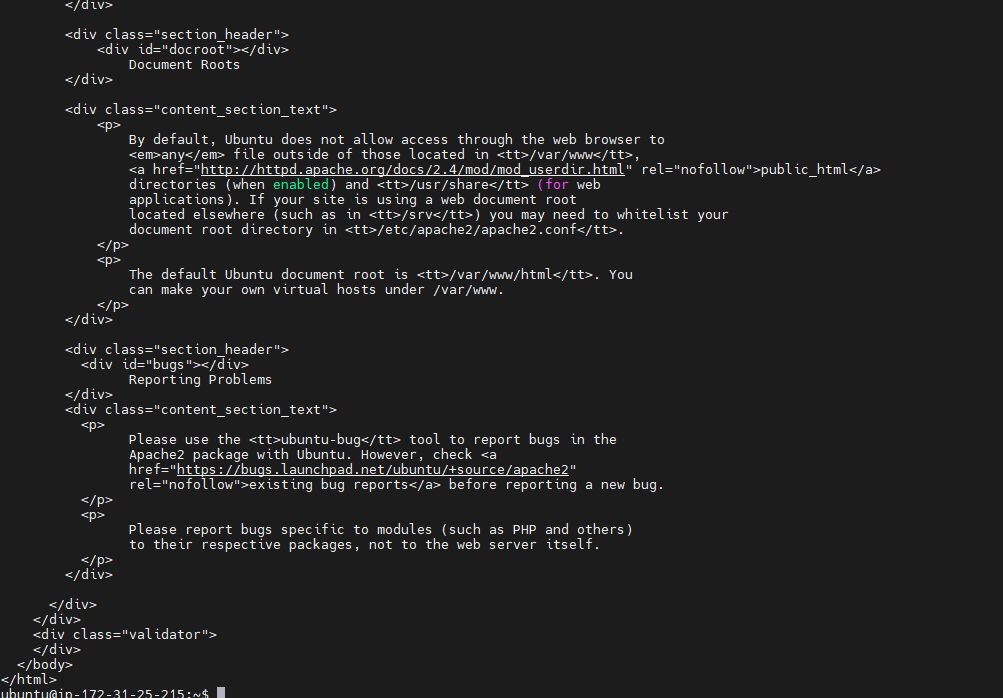 </div>
<div class="section_header">
<div id="docroot"></div>
Document Roots
</div>
<div class="content_section_text">
<p>
By default, Ubuntu does not allow access through the web browser to
<em>any</em> file outside of those located in <tt>/var/www</tt>,
<a href="http://httpd.apache.org/docs/2.4/mod/mod_userdir.html" rel="nofollow">public_html</a>
directories (when enabled) and <tt>/usr/share</tt> (for web
applications). If your site is using a web document root
located elsewhere (such as in <tt>/srv</tt>) you may need to whitelist your
document root directory in <tt>/etc/apache2/apache2.conf</tt>.
</p>
<p>
The default Ubuntu document root is <tt>/var/www/html</tt>. You
can make your own virtual hosts under /var/www.
</p>
</div>
<div class="section_header">
<div id="bugs"></div>
Reporting Problems
</div>
<div class="content_section_text">
<p>
Please use the <tt>ubuntu-bug</tt> tool to report bugs in the
Apache2 package with Ubuntu. However, check <a
href="https://bugs.launchpad.net/ubuntu/+source/apache2"
rel="nofollow">existing bug reports</a> before reporting a new bug.
</p>
<p>
Please report bugs specific to modules (such as PHP and others)
to their respective packages, not to the web server itself.
</p>
</div>
</div>
</div>
<div class="validator">
</div>
</body>
</html>
ubuntu@ip-172-31-25-215:~$